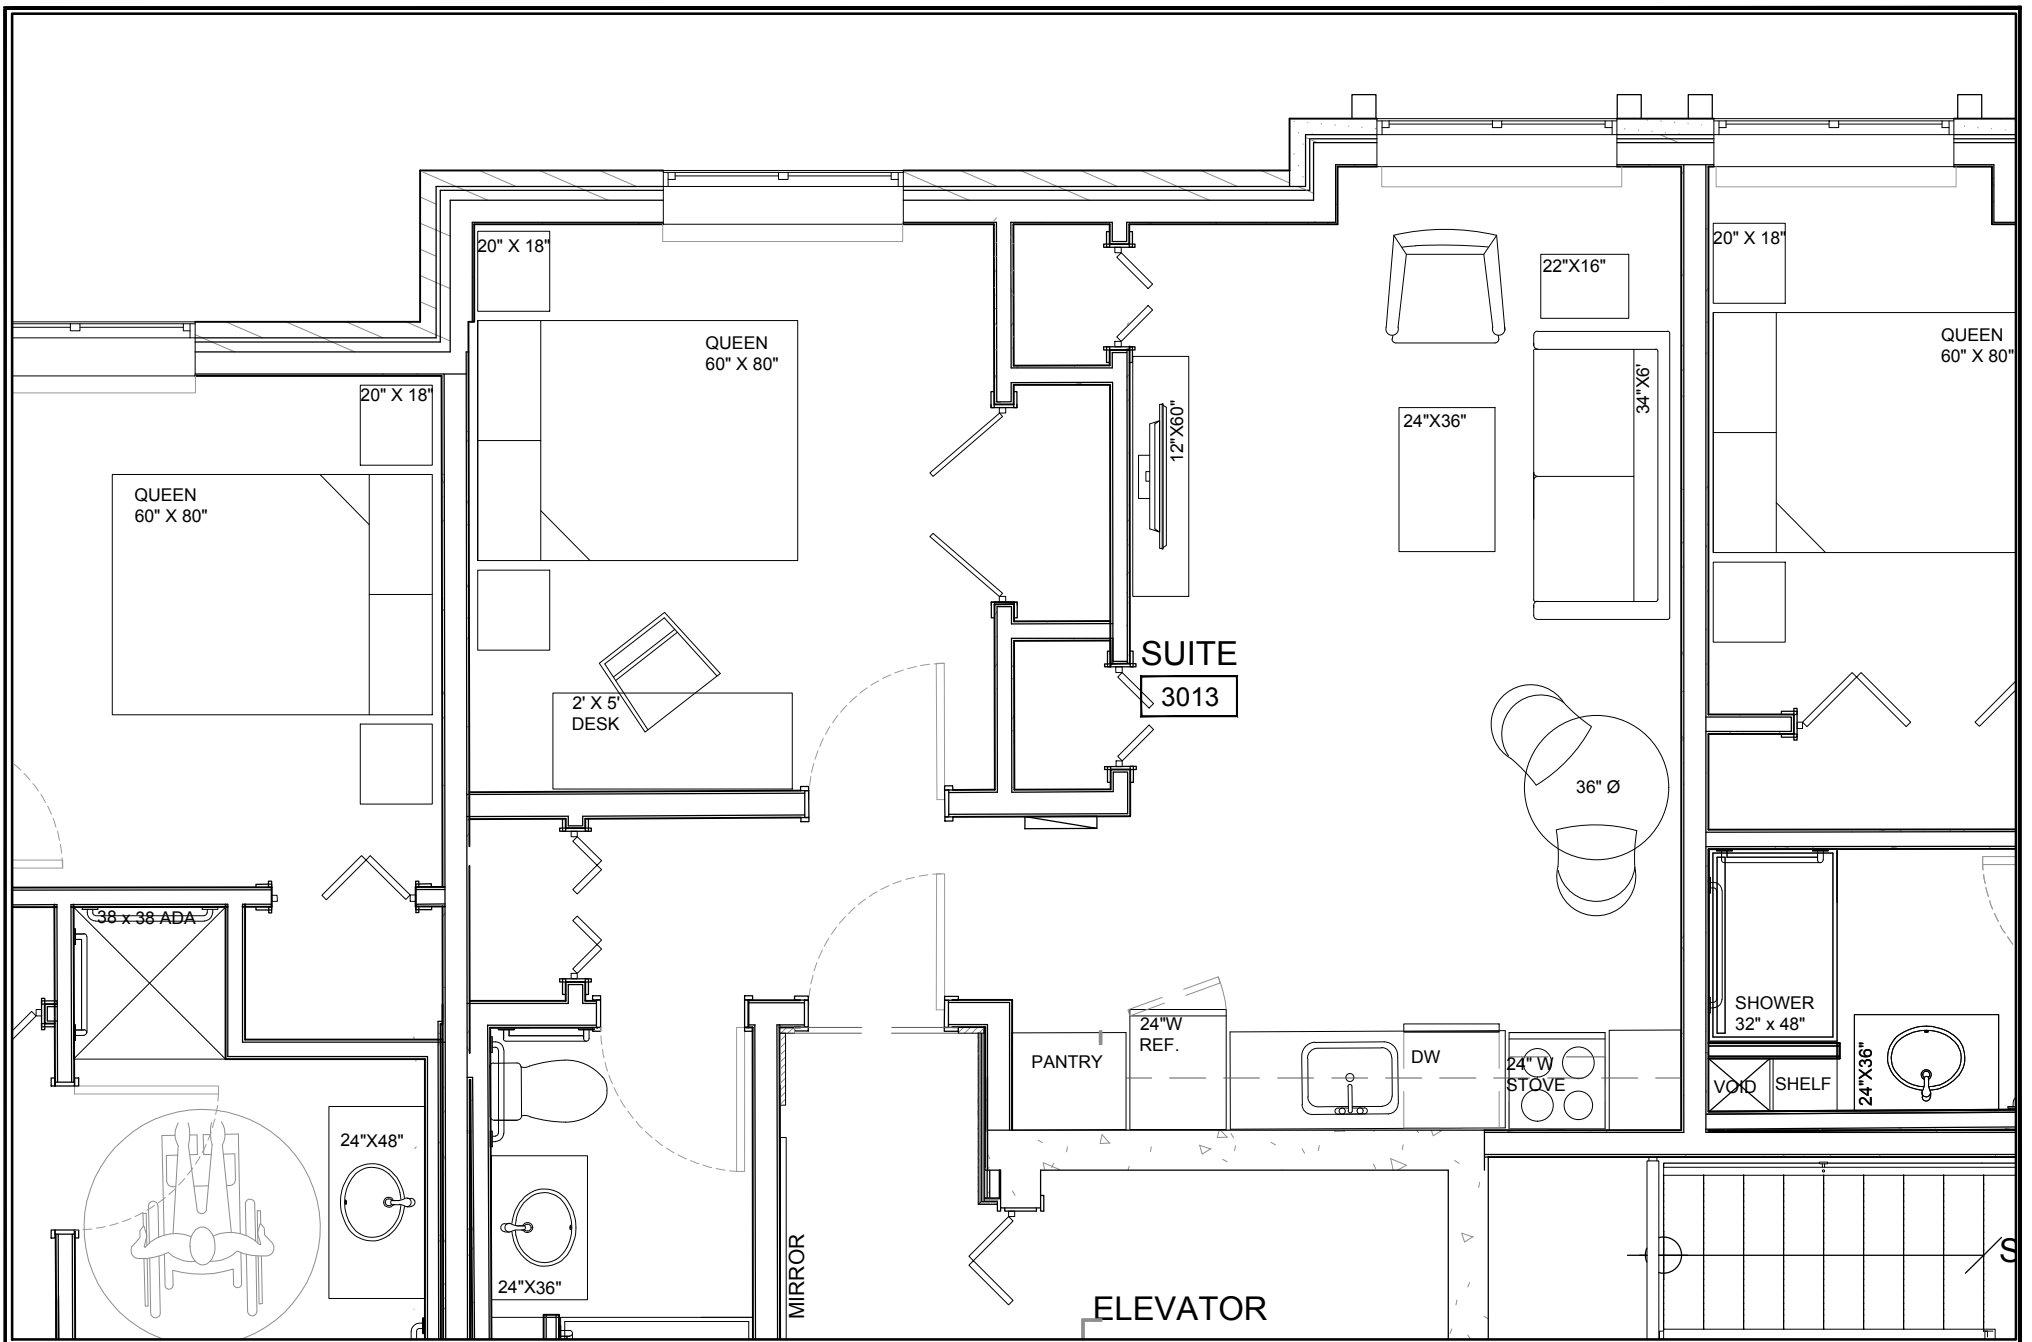 20" X 18"
20" X 18"
22"X16"
QUEEN
60" X 80"
QUEEN
60" X 80"
34"X6'
20" X 18"
12"X60"
24"X36"
QUEEN
60" X 80"
SUITE
3013
2' X 5'
DESK
36" Ø
38 x 38 ADA
SHOWER
32" x 48"
24"W
REF.
PANTRY
DW
24" W
STOVE
VOID
SHELF
24"X36"
24"X48"
24"X36"
MIRROR
ELEVATOR
S